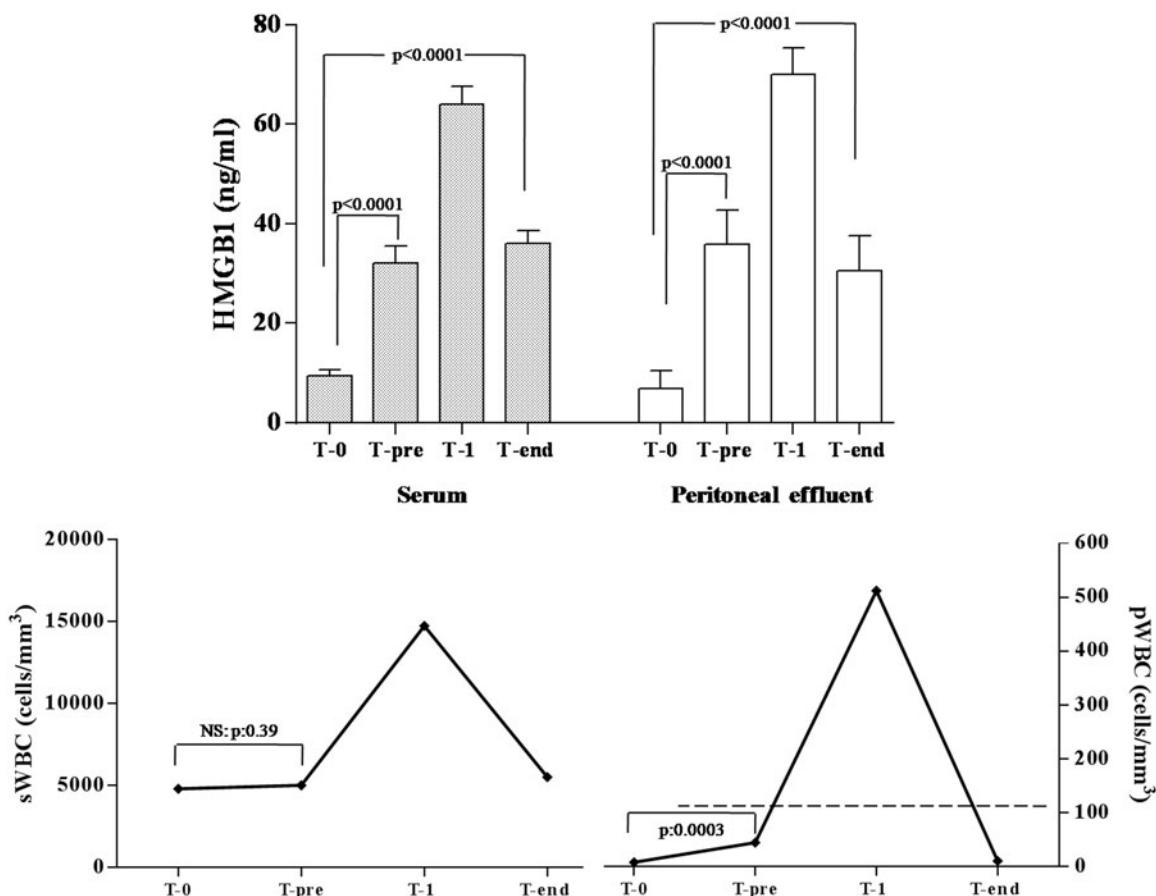 80
60
40
20
0
HMGB1 (ng/ml)
p<0.0001
p<0.0001
p<0.0001
p<0.0001
T-0 T-pre T-1 T-end
T-0 T-pre T-1 T-end
Serum
Peritoneal effluent
20000
15000
10000
5000
0
sWBC (cells/mm³)
NS: p:0.39
T-0 T-pre T-1 T-end
p:0.0003
T-0 T-pre T-1 T-end
600
500
400
300
200
100
0
pWBC (cells/mm³)